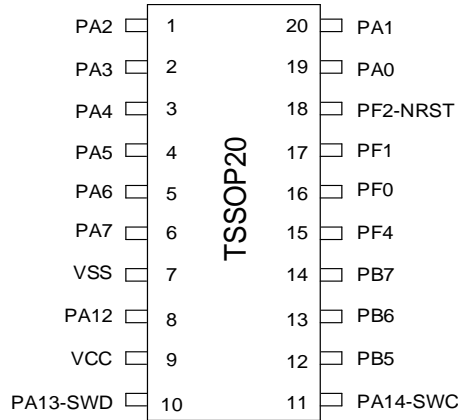 PA2 1 20 PA1
PA3 2 19 PA0
PA4 3 18 PF2-NRST
PA5 4 17 PF1
PA6 5 16 PF0
PA7 6 15 PF4
VSS 7 14 PB7
PA12 8 13 PB6
VCC 9 12 PB5
PA13-SWD 10 11 PA14-SWC
TSSOP20